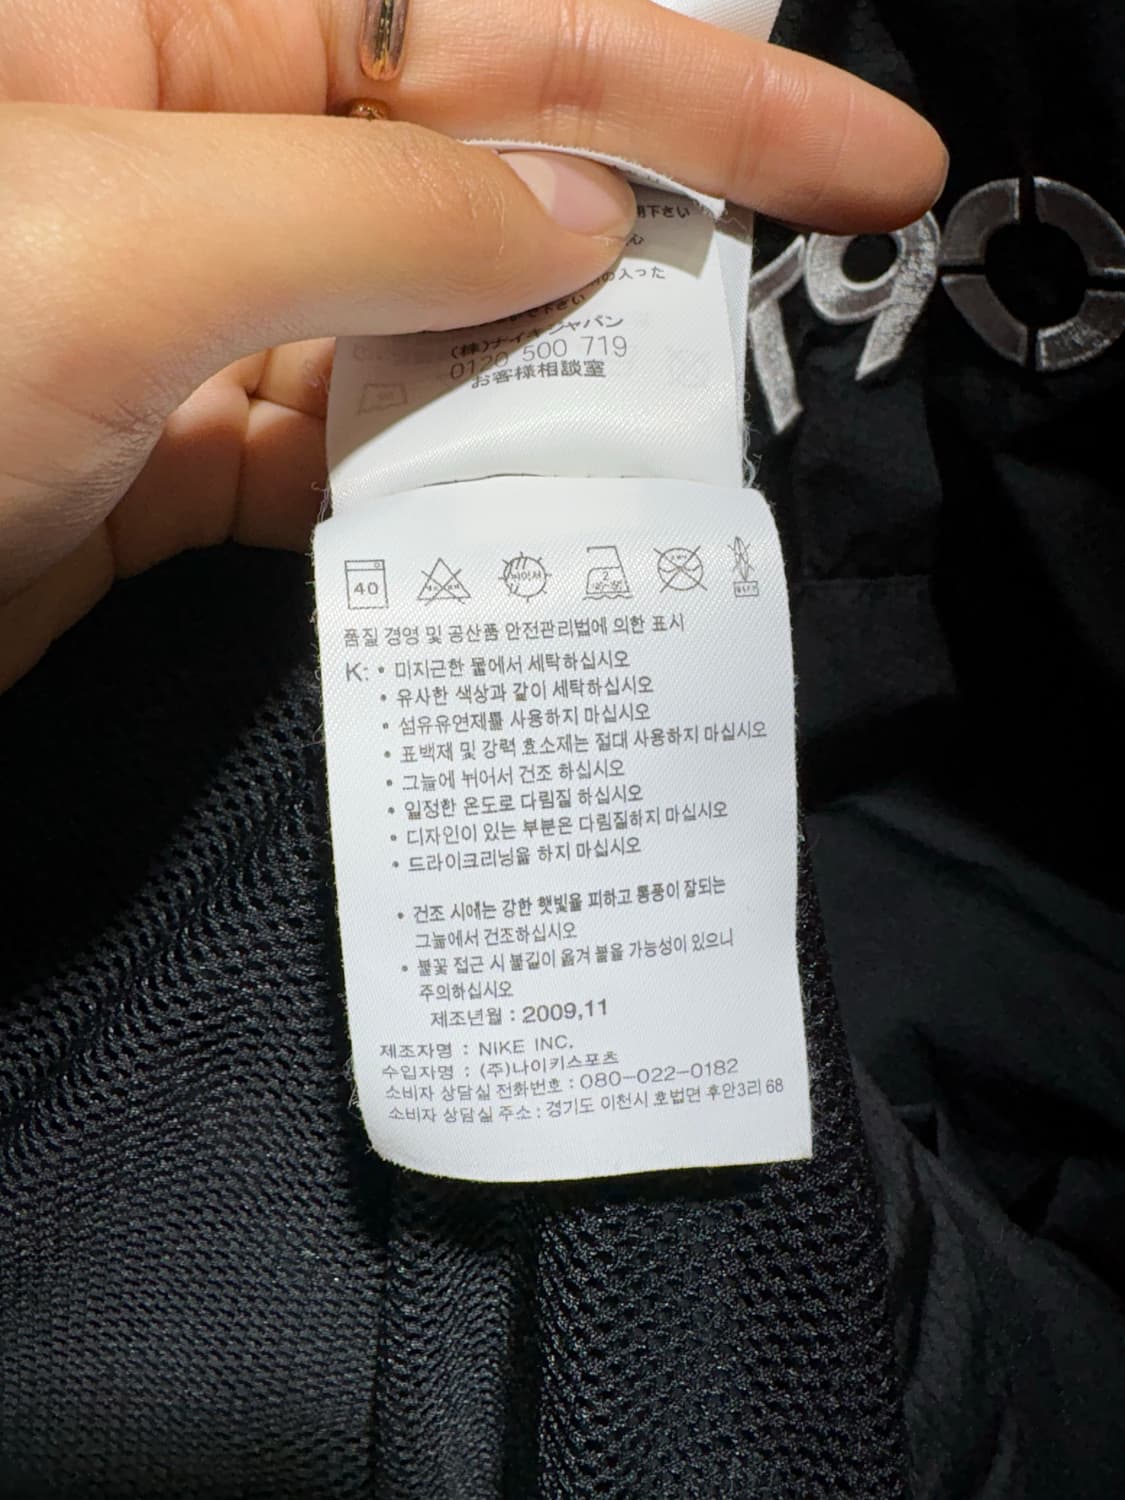 用下さい
の入った
で下さい
(株)ナイキジャパン
0120 500 719
お客様相談室
190
40
품질 경영 및 공산품 안전관리법에 의한 표시
K: • 미지근한 물에서 세탁하십시오
• 유사한 색상과 같이 세탁하십시오
• 섬유유연제를 사용하지 마십시오
• 표백제 및 강력 효소제는 절대 사용하지 마십시오
• 그늘에 뉘어서 건조 하십시오
• 일정한 온도로 다림질 하십시오
• 디자인이 있는 부분은 다림질하지 마십시오
• 드라이크리닝을 하지 마십시오
• 건조 시에는 강한 햇빛을 피하고 통풍이 잘되는
그늘에서 건조하십시오
• 불꽃 접근 시 불길이 옮겨 붙을 가능성이 있으니
주의하십시오
제조년월 : 2009,11
제조자명 : NIKE INC.
수입자명 : (주)나이키스포츠
소비자 상담실 전화번호 : 080-022-0182
소비자 상담실 주소 : 경기도 이천시 호법면 후안3리 68